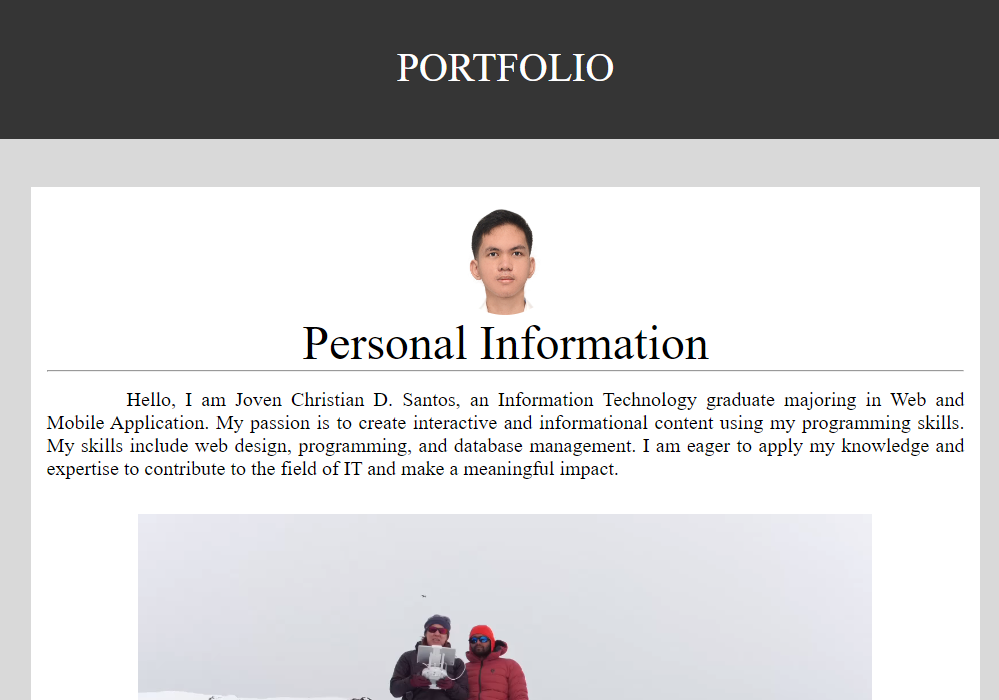 PORTFOLIO
Personal Information
Hello, I am Joven Christian D. Santos, an Information Technology graduate majoring in Web and
Mobile Application. My passion is to create interactive and informational content using my programming skills.
My skills include web design, programming, and database management. I am eager to apply my knowledge and
expertise to contribute to the field of IT and make a meaningful impact.